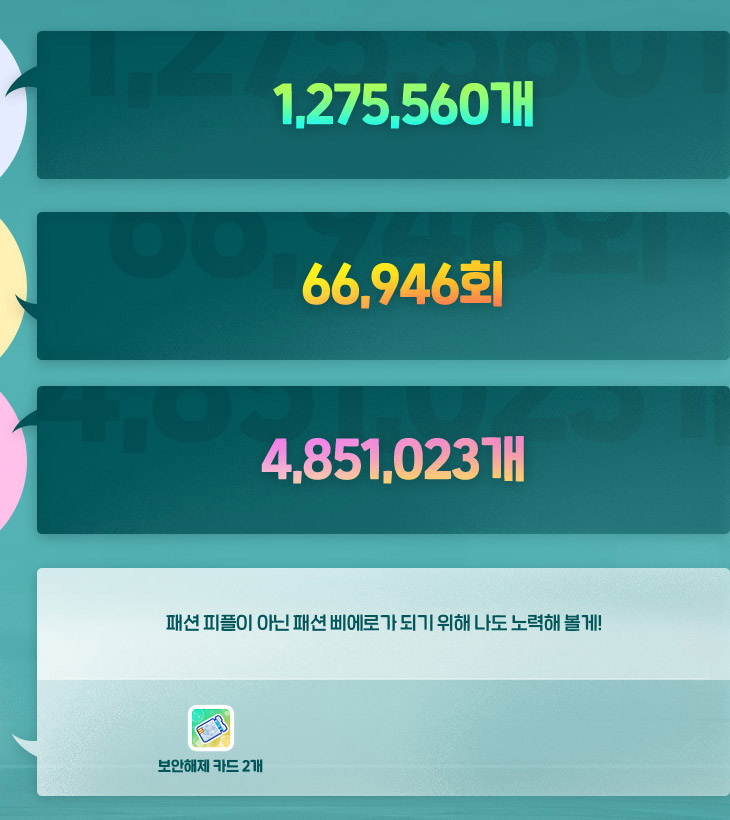 1,275,560개
66,946회
4,851,023개
패션 피플이 아닌 패션 삐에로가 되기 위해 나도 노력해 볼게!
보안해제 카드 2개